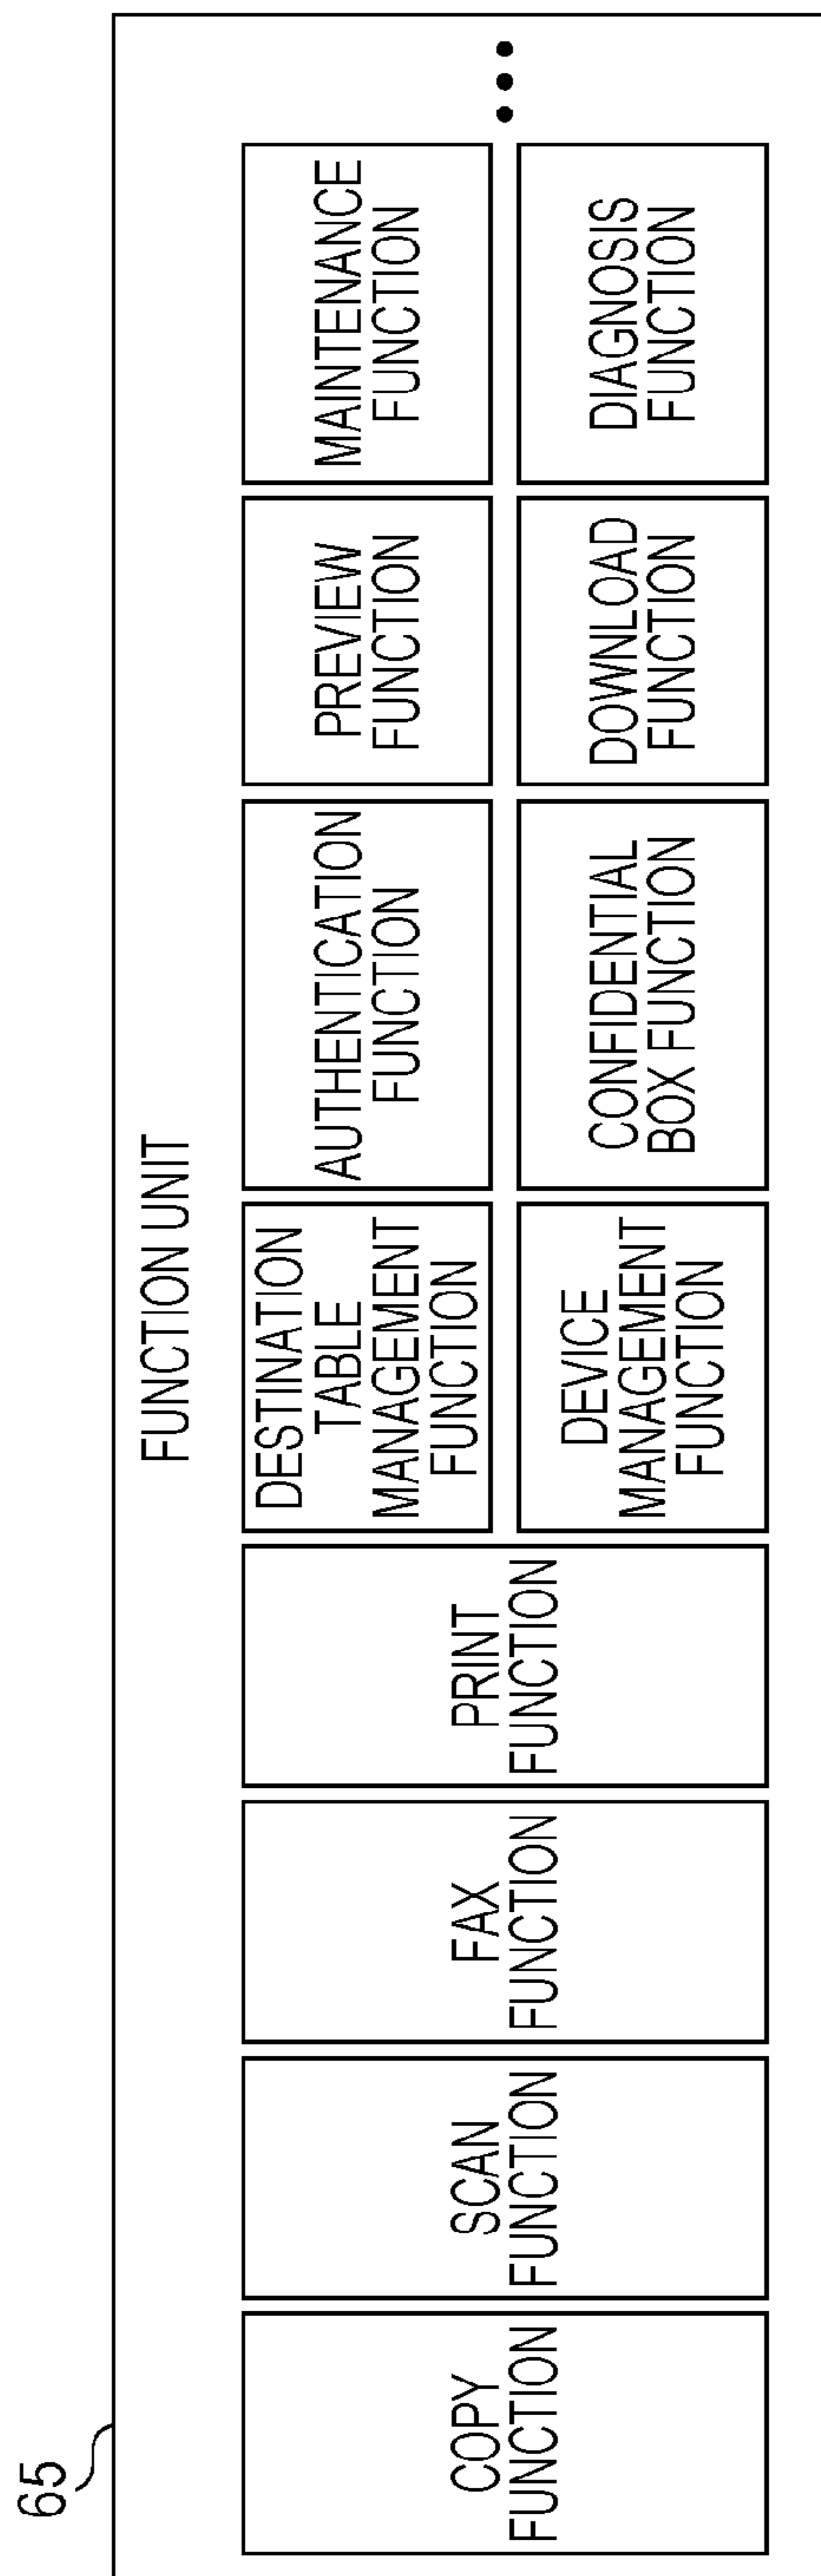 65
FUNCTION UNIT
COPY
FUNCTION
SCAN
FUNCTION
FAX
FUNCTION
PRINT
FUNCTION
DESTINATION
TABLE
MANAGEMENT
FUNCTION
AUTHENTICATION
FUNCTION
PREVIEW
FUNCTION
MAINTENANCE
FUNCTION
DEVICE
MANAGEMENT
FUNCTION
CONFIDENTIAL
BOX FUNCTION
DOWNLOAD
FUNCTION
DIAGNOSIS
FUNCTION
•••